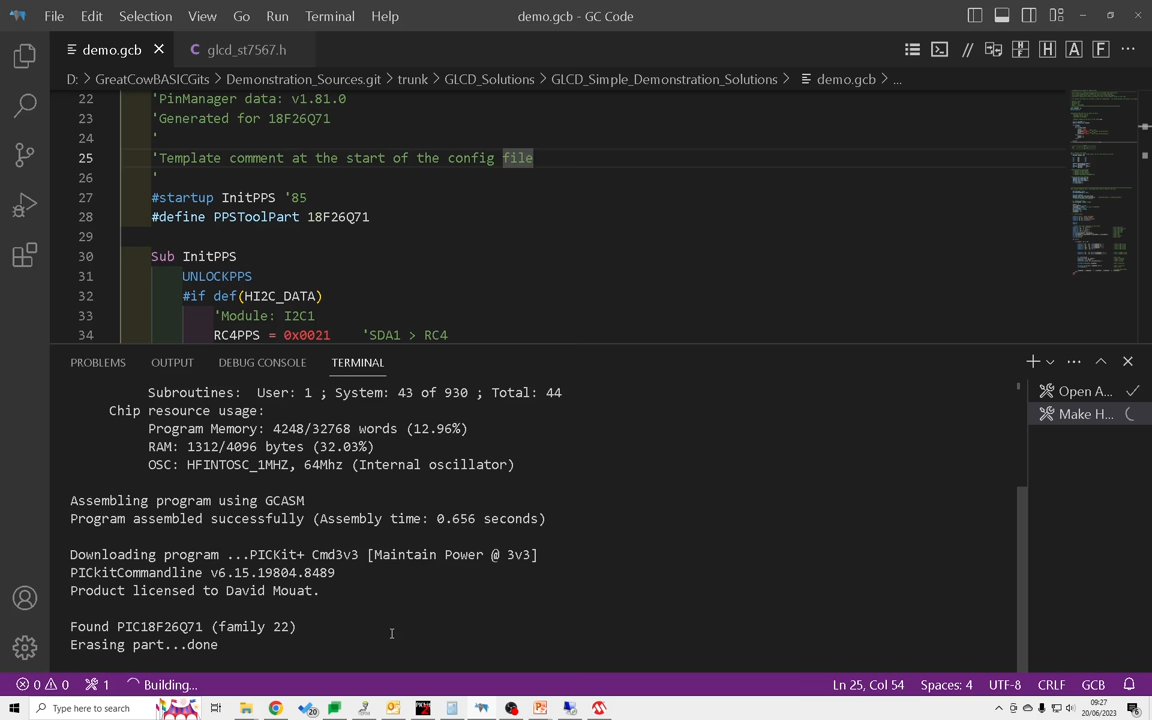 File Edit Selection View Go Run Terminal Help
demo.gcb - GC Code
demo.gcb
C glcd_st7567.h
D: > GreatCowBASICGits > Demonstration_Sources.git > trunk > GLCD_Solutions > GLCD_Simple_Demonstration_Solutions > demo.gcb > ...
22 'PinManager data: v1.81.0
23 'Generated for 18F26Q71
24 '
25 'Template comment at the start of the config file
26 '
27 #startup InitPPS '85
28 #define PPSToolPart 18F26Q71
29
30 Sub InitPPS
31 UNLOCKPPS
32 #if def(HI2C_DATA)
33 'Module: I2C1
34 RC4PPS = 0x0021 'SDA1 > RC4
PROBLEMS OUTPUT DEBUG CONSOLE TERMINAL
Subroutines: User: 1 ; System: 43 of 930 ; Total: 44
Chip resource usage:
Program Memory: 4248/32768 words (12.96%)
RAM: 1312/4096 bytes (32.03%)
OSC: HFINTOSC_1MHZ, 64Mhz (Internal oscillator)
Assembling program using GCASM
Program assembled successfully (Assembly time: 0.656 seconds)
Downloading program ...PICKit+ Cmd3v3 [Maintain Power @ 3v3]
PICkitCommandline v6.15.19804.8489
Product licensed to David Mouat.
Found PIC18F26Q71 (family 22)
Erasing part...done
Open A...
Make H...
0 0 1 Building...
Ln 25, Col 54 Spaces: 4 UTF-8 CRLF GCB
Type here to search
20
09:27
20/06/2023
6